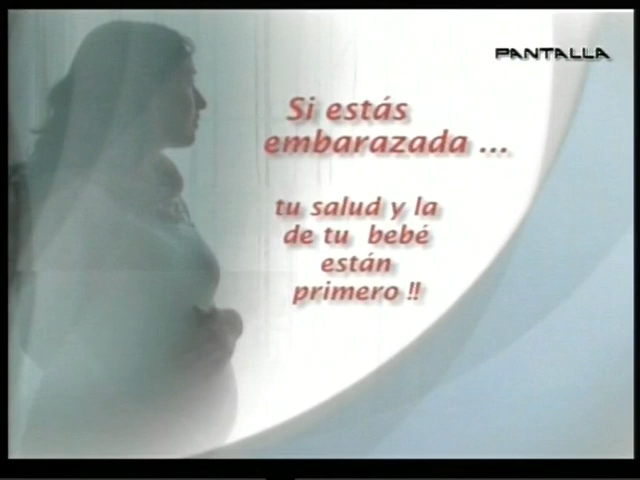 PANTALLA
Si estás
embarazada ...
tu salud y la
de tu bebé
están
primero !!